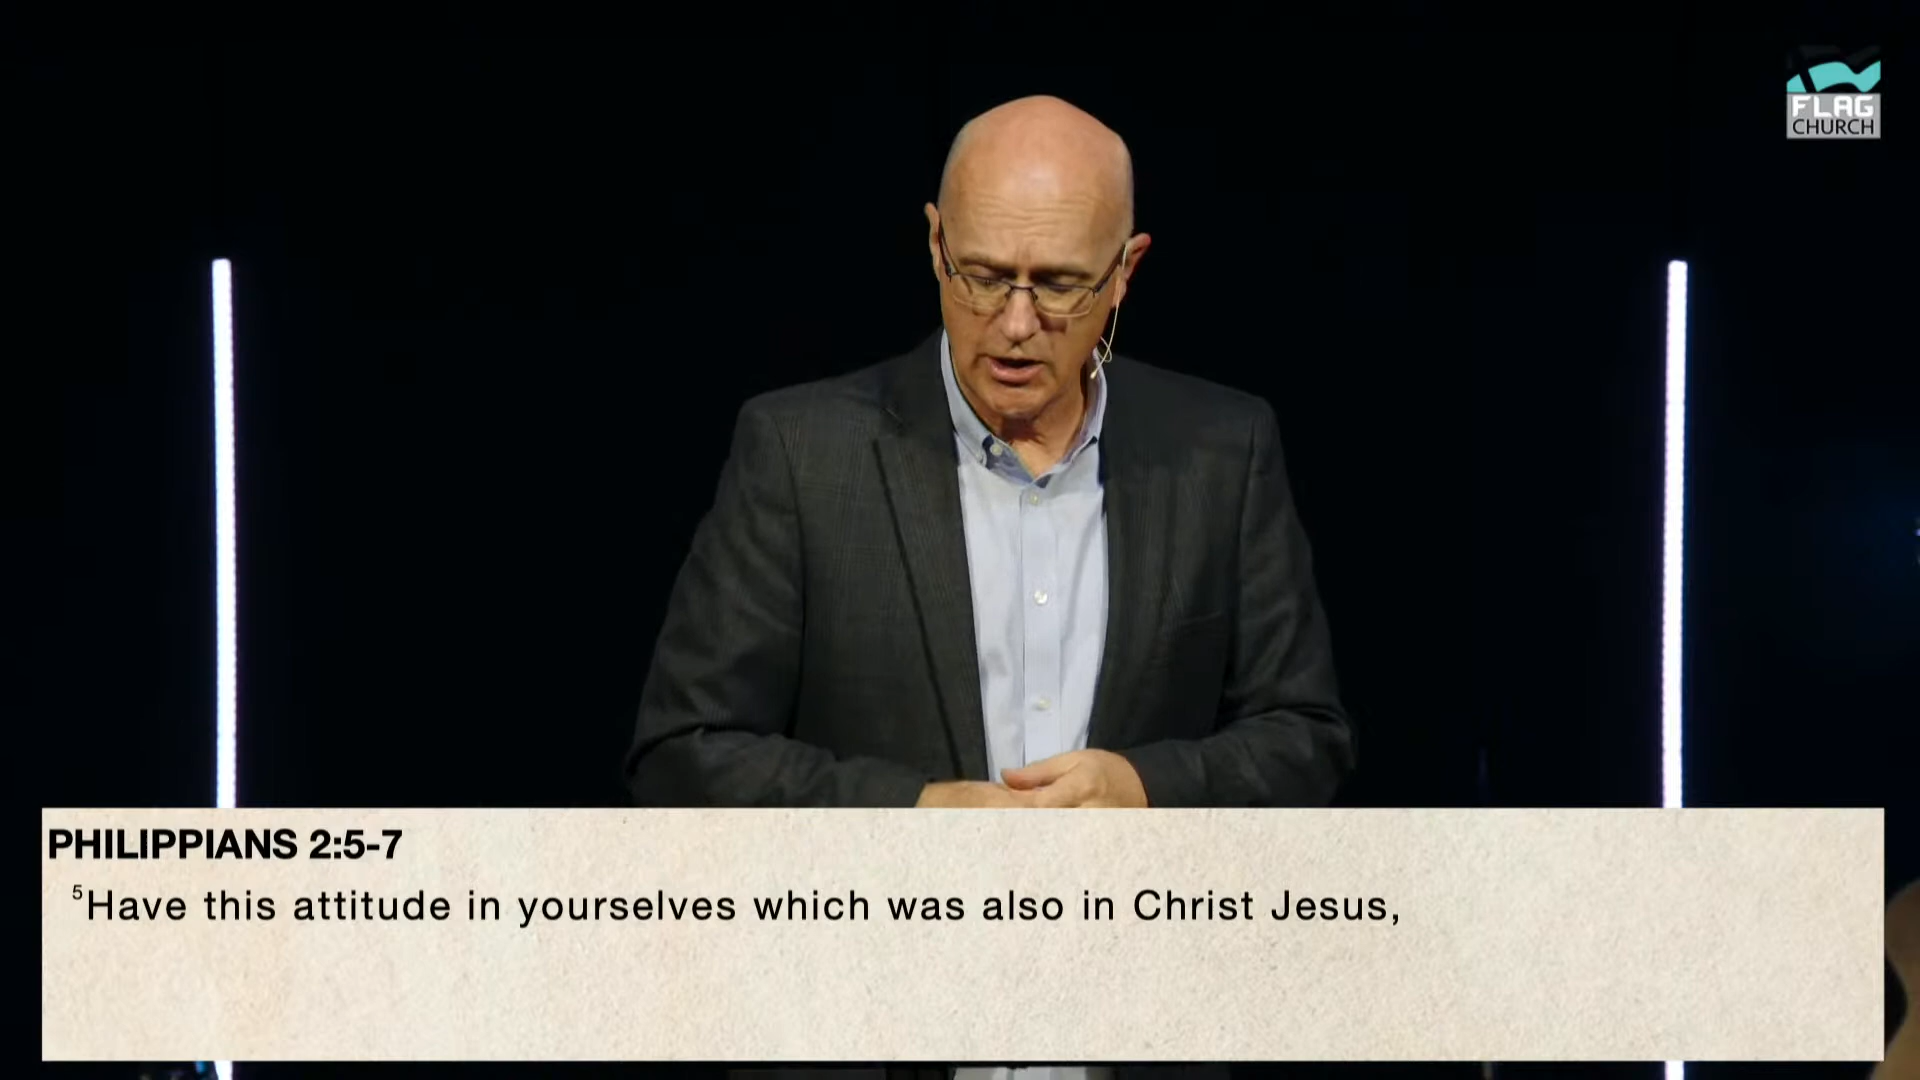 FLAG
CHURCH
PHILIPPIANS 2:5-7
⁵Have this attitude in yourselves which was also in Christ Jesus,